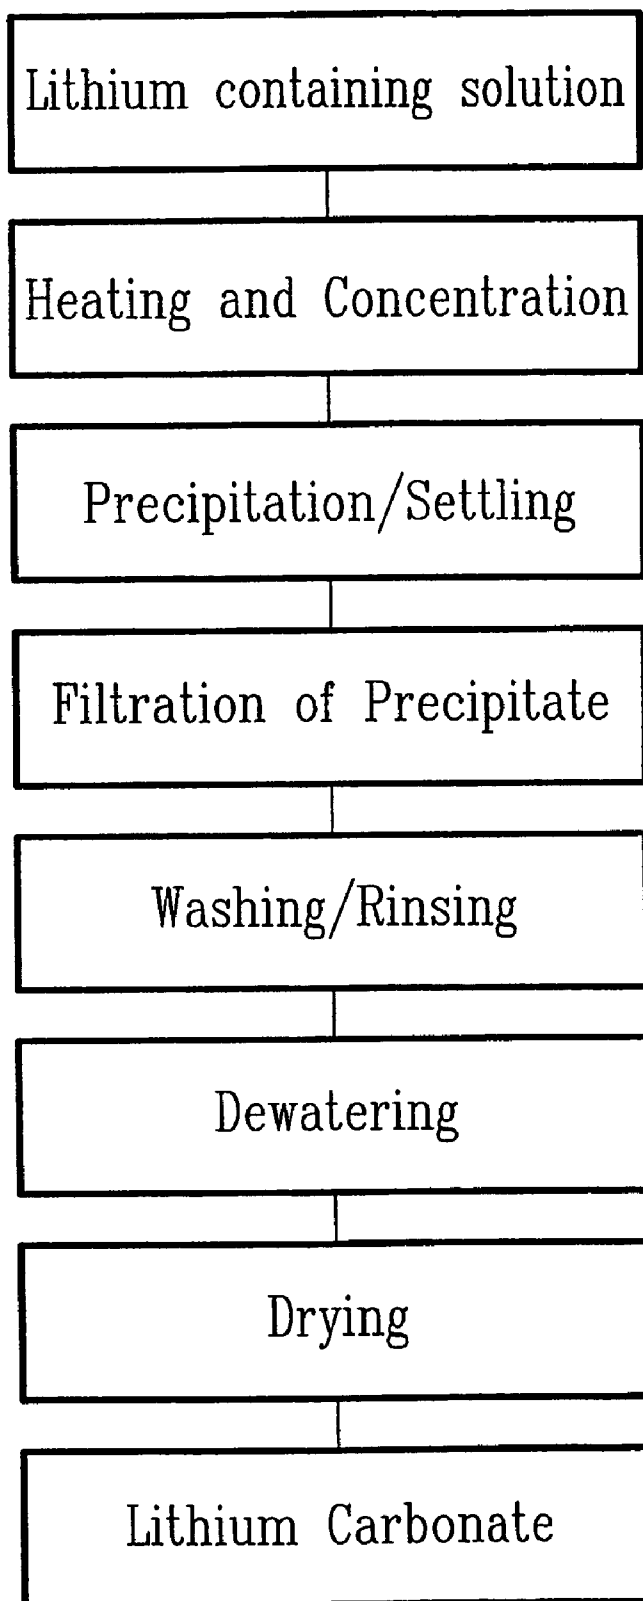 Lithium containing solution
Heating and Concentration
Precipitation/Settling
Filtration of Precipitate
Washing/Rinsing
Dewatering
Drying
Lithium Carbonate